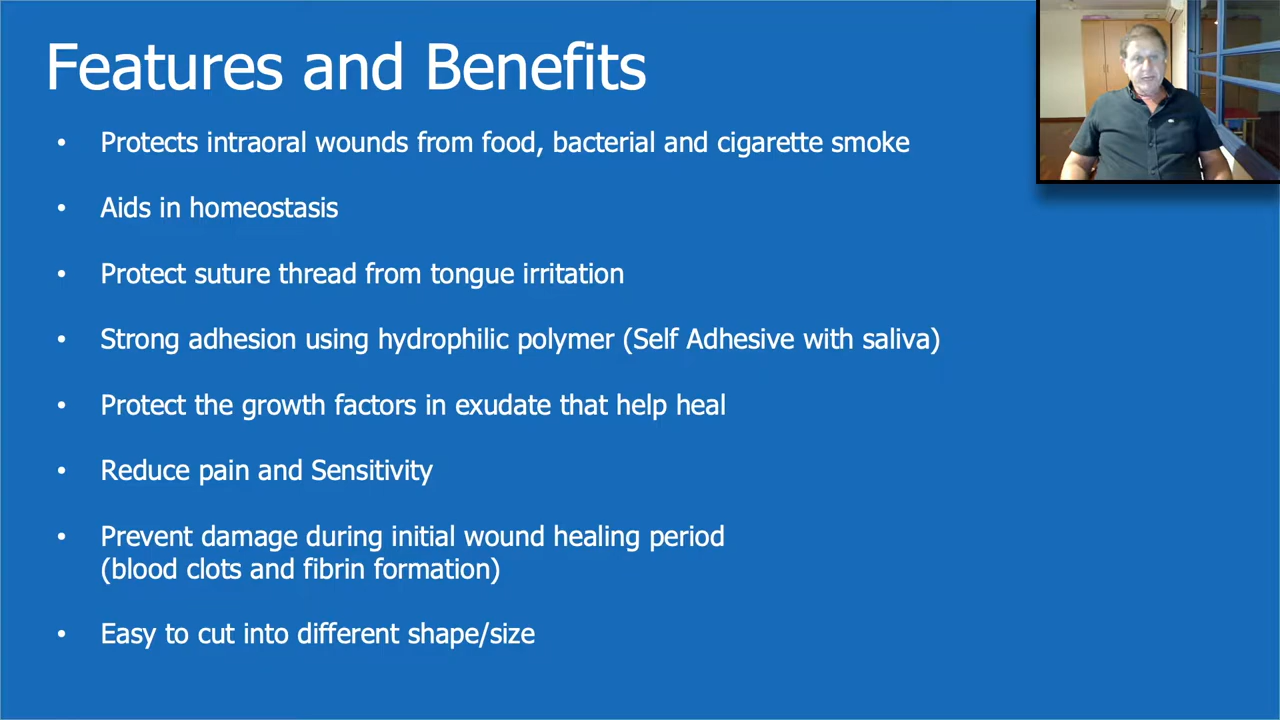 Features and Benefits
• Protects intraoral wounds from food, bacterial and cigarette smoke
• Aids in homeostasis
• Protect suture thread from tongue irritation
• Strong adhesion using hydrophilic polymer (Self Adhesive with saliva)
• Protect the growth factors in exudate that help heal
• Reduce pain and Sensitivity
• Prevent damage during initial wound healing period
(blood clots and fibrin formation)
• Easy to cut into different shape/size